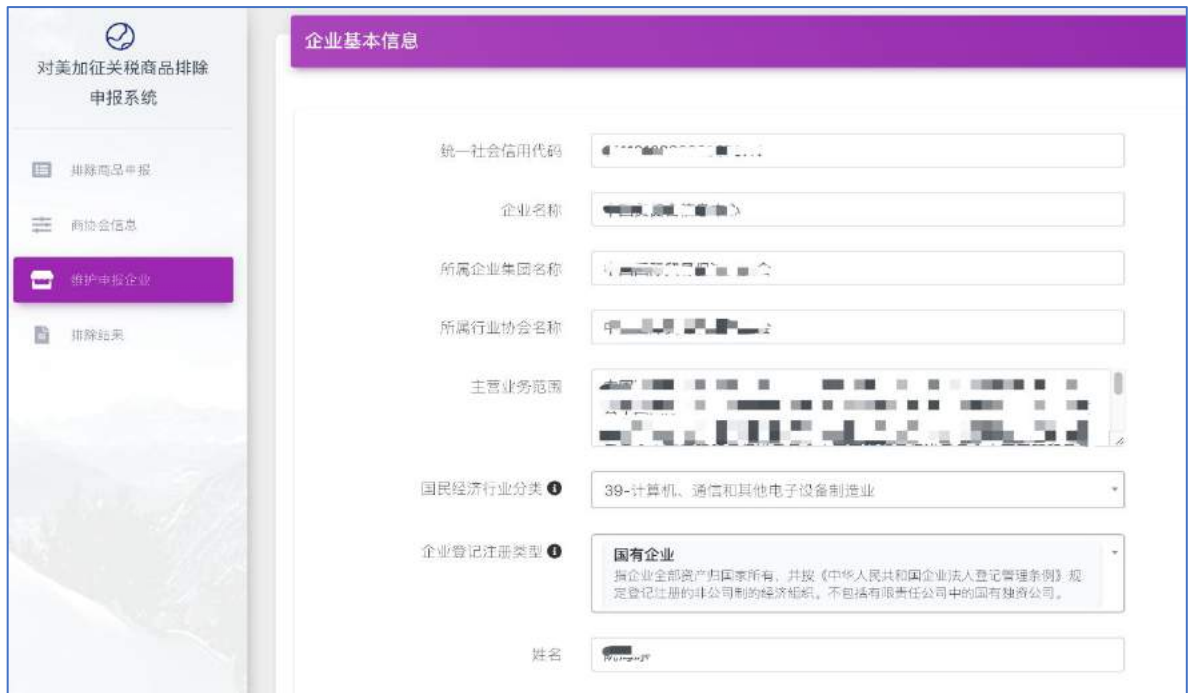 对美加征关税商品排除
申报系统
排除商品申报
商协会信息
维护申报企业
排除结果
企业基本信息
统一社会信用代码
企业名称
所属企业集团名称
所属行业协会名称
主营业务范围
国民经济行业分类
39-计算机、通信和其他电子设备制造业
企业登记注册类型
国有企业
指企业全部资产归国家所有，并按《中华人民共和国企业法人登记管理条例》规
定登记注册的非公司制的经济组织。不包括有限责任公司中的国有独资公司。
姓名